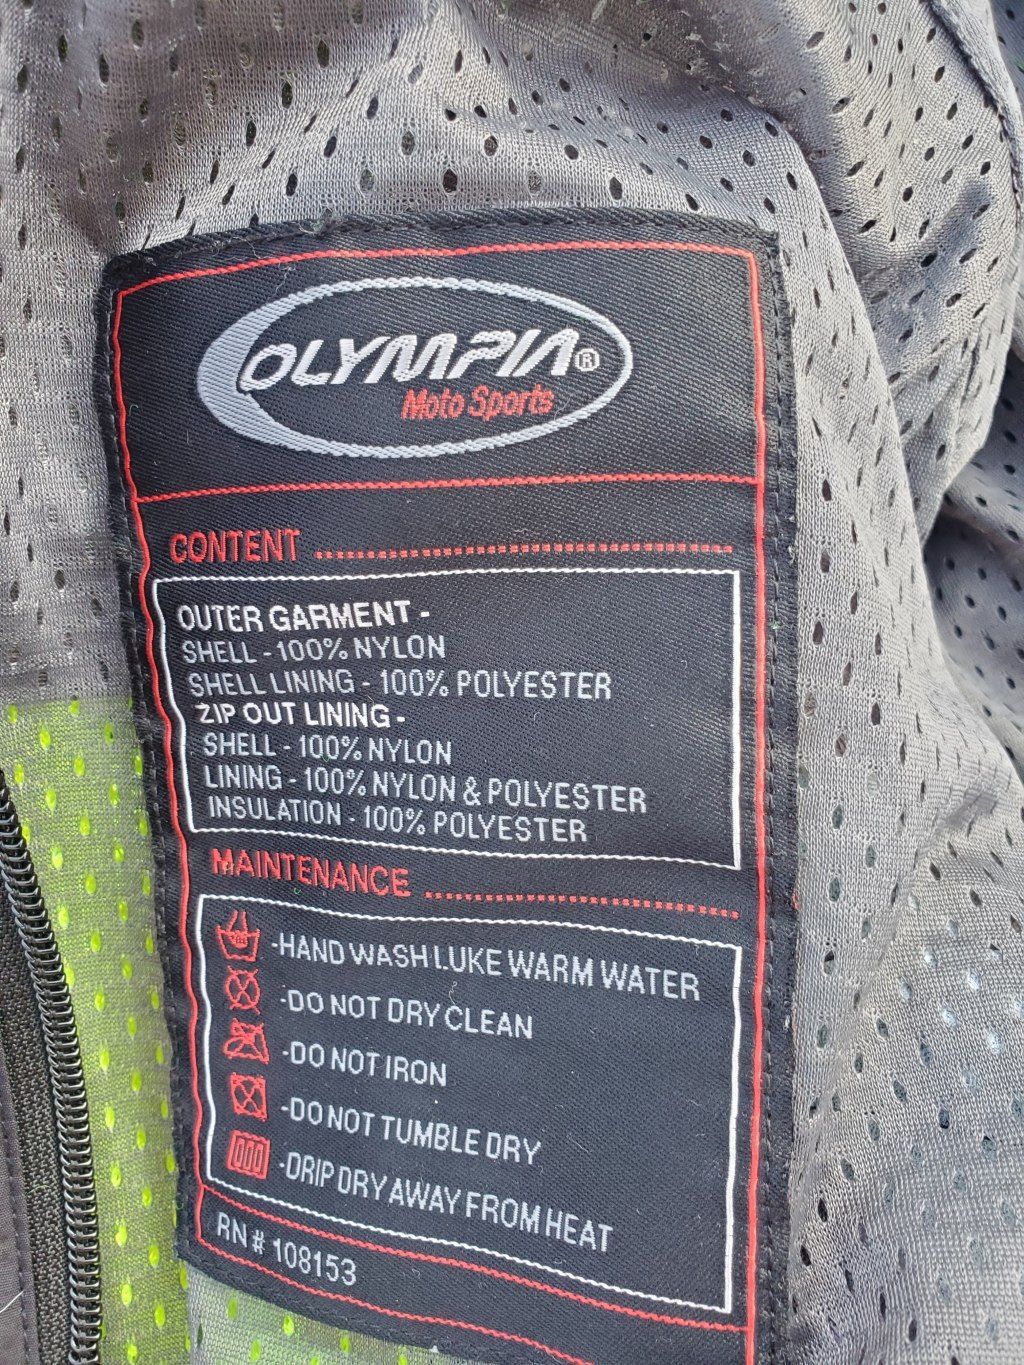 OLYMPIA®
Moto Sports
CONTENT
OUTER GARMENT -
SHELL - 100% NYLON
SHELL LINING - 100% POLYESTER
ZIP OUT LINING -
SHELL - 100% NYLON
LINING - 100% NYLON & POLYESTER
INSULATION - 100% POLYESTER
MAINTENANCE
-HAND WASH LUKE WARM WATER
-DO NOT DRY CLEAN
-DO NOT IRON
-DO NOT TUMBLE DRY
-DRIP DRY AWAY FROM HEAT
RN # 108153